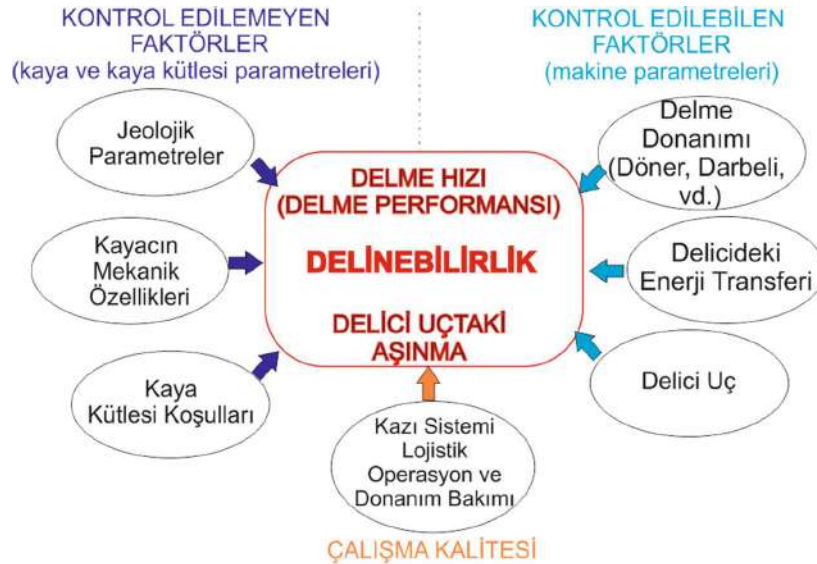 KONTROL EDİLEMEYEN
FAKTÖRLER
(kaya ve kaya kütlesi parametreleri)
KONTROL EDİLEBİLEN
FAKTÖRLER
(makine parametreleri)
Jeolojik
Parametreler
Kayacın
Mekanik
Özellikleri
Kaya
Kütlesi Koşulları
DELME HIZI
(DELME PERFORMANSI)
DELİNEBİLİRLİK
DELİCİ UÇTAKİ
AŞINMA
Delme
Donanımı
(Döner, Darbeli,
vd.)
Delicideki
Enerji Transferi
Delici Uç
Kazı Sistemi
Lojistik
Operasyon ve
Donanım Bakımı
ÇALIŞMA KALİTESİ